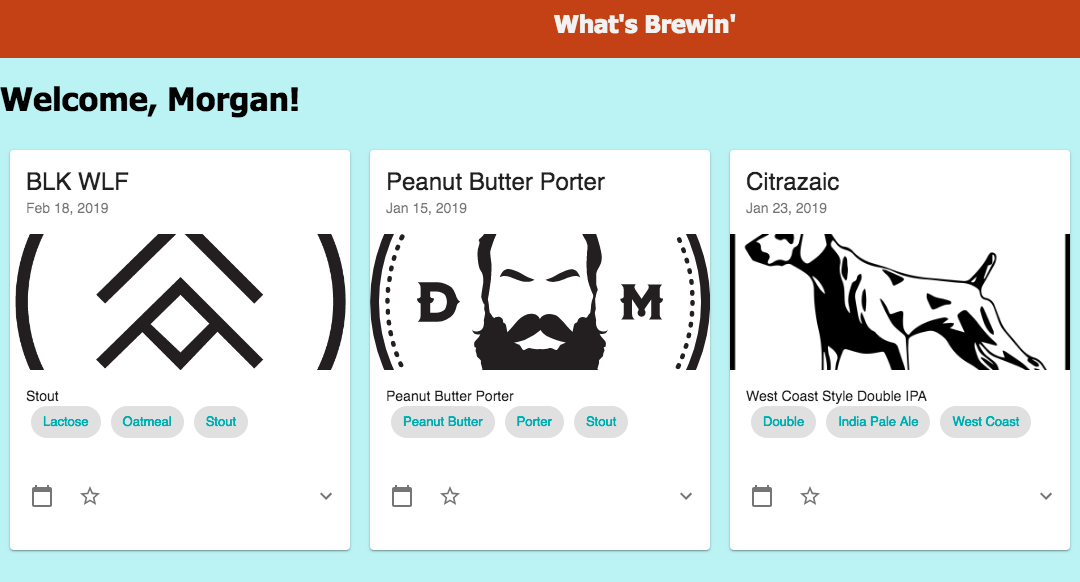 What's Brewin'
Welcome, Morgan!
BLK WLF
Feb 18, 2019
Stout
Lactose Oatmeal Stout
Peanut Butter Porter
Jan 15, 2019
D M
Peanut Butter Porter
Peanut Butter Porter Stout
Citrazaic
Jan 23, 2019
West Coast Style Double IPA
Double India Pale Ale West Coast